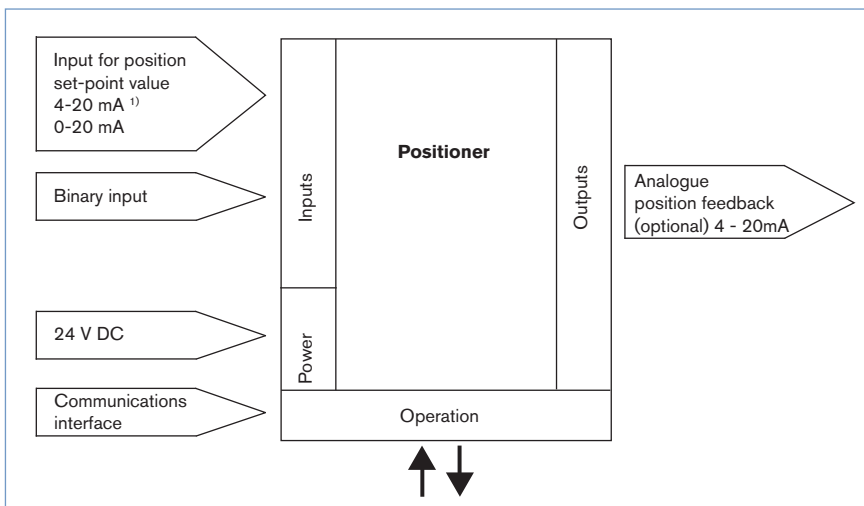 Input for position
set-point value
4-20 mA ¹⁾
0-20 mA
Binary input
24 V DC
Communications
interface
Inputs
Power
Positioner
Operation
Outputs
Analogue
position feedback
(optional) 4 - 20mA